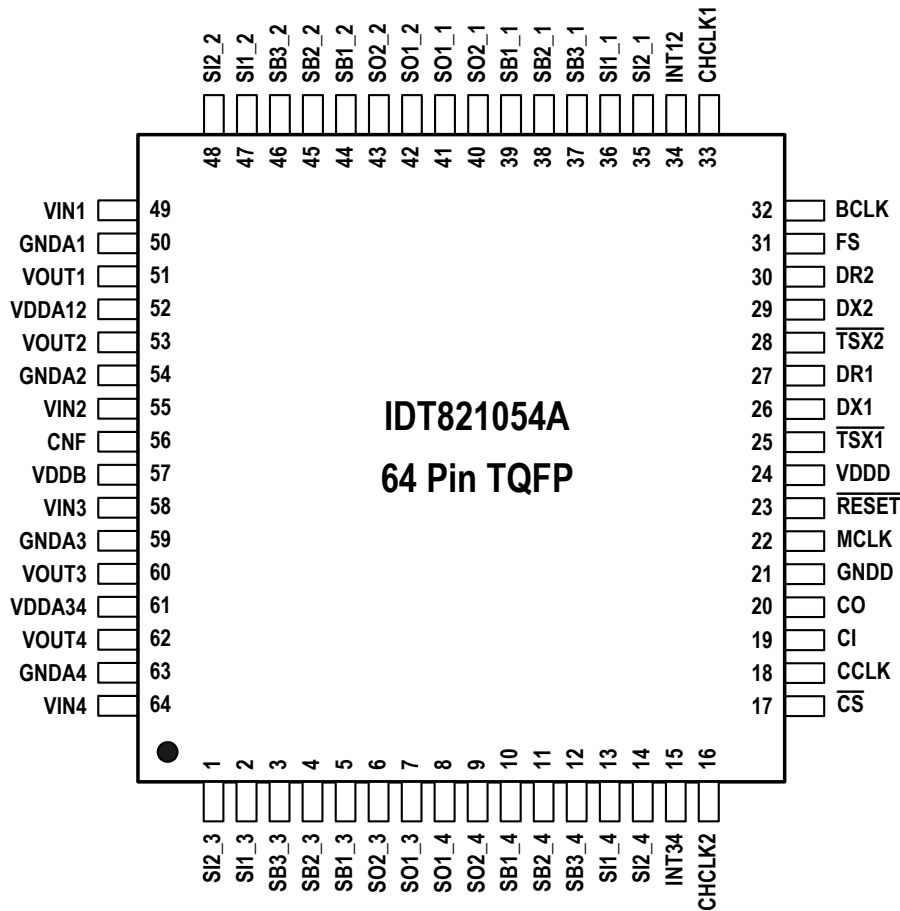 SI2_2
SI1_2
SB3_2
SB2_2
SB1_2
SO2_2
SO1_2
SO1_1
SO2_1
SB1_1
SB2_1
SB3_1
SI1_1
SI2_1
INT12
CHCLK1
48
47
46
45
44
43
42
41
40
39
38
37
36
35
34
33
VIN1 49
GNDA1 50
VOUT1 51
VDDA12 52
VOUT2 53
GNDA2 54
VIN2 55
CNF 56
VDDB 57
VIN3 58
GNDA3 59
VOUT3 60
VDDA34 61
VOUT4 62
GNDA4 63
VIN4 64
IDT821054A
64 Pin TQFP
32 BCLK
31 FS
30 DR2
29 DX2
28 TSX2
27 DR1
26 DX1
25 TSX1
24 VDDD
23 RESET
22 MCLK
21 GNDD
20 CO
19 CI
18 CCLK
17 CS
1
2
3
4
5
6
7
8
9
10
11
12
13
14
15
16
SI2_3
SI1_3
SB3_3
SB2_3
SB1_3
SO2_3
SO1_3
SO1_4
SO2_4
SB1_4
SB2_4
SB3_4
SI1_4
SI2_4
INT34
CHCLK2